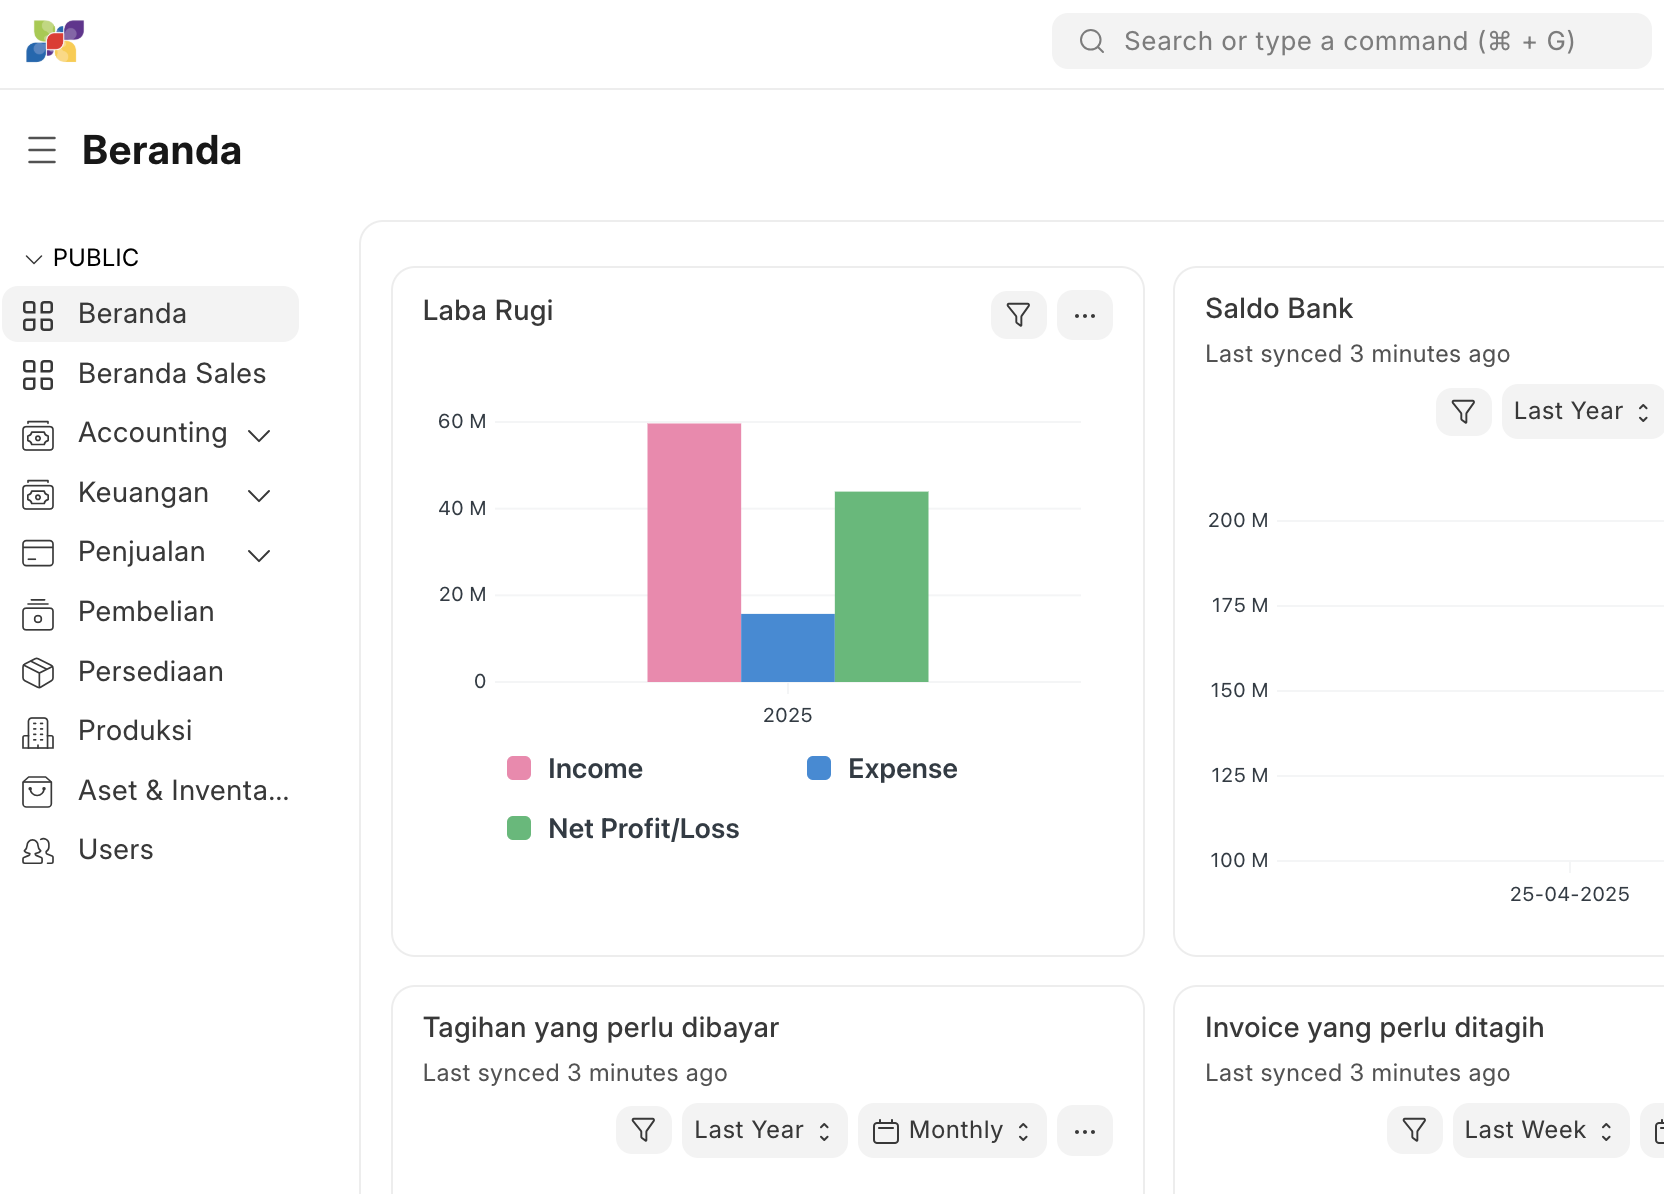 Search or type a command (⌘ + G)
Beranda
PUBLIC
Beranda
Beranda Sales
Accounting
Keuangan
Penjualan
Pembelian
Persediaan
Produksi
Aset & Inventa...
Users
Laba Rugi
60 M
40 M
20 M
0
2025
Income
Expense
Net Profit/Loss
Saldo Bank
Last synced 3 minutes ago
Last Year
200 M
175 M
150 M
125 M
100 M
25-04-2025
Tagihan yang perlu dibayar
Last synced 3 minutes ago
Last Year
Monthly
Invoice yang perlu ditagih
Last synced 3 minutes ago
Last Week